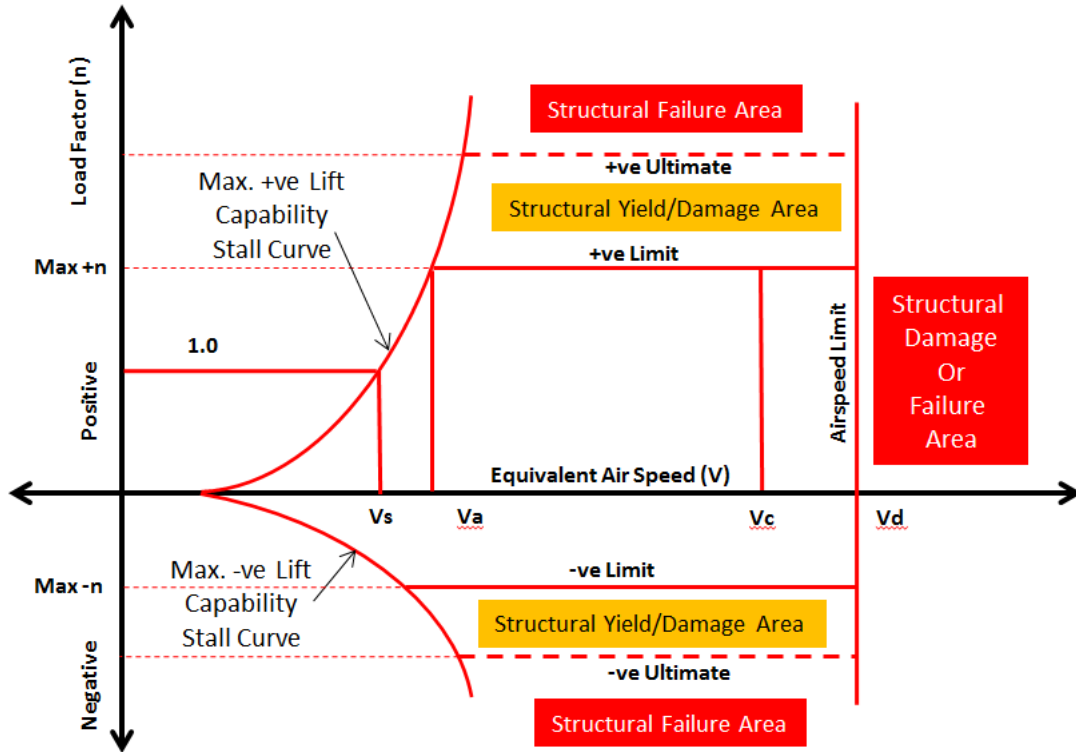 Load Factor (n)
Structural Failure Area
+ve Ultimate
Max. +ve Lift
Capability
Stall Curve
Structural Yield/Damage Area
Max +n
+ve Limit
Structural
Damage
Or
Failure
Area
Airspeed Limit
1.0
Positive
Equivalent Air Speed (V)
Vs
Va
Vc
Vd
Max. -ve Lift
Capability
Stall Curve
Max -n
-ve Limit
Structural Yield/Damage Area
-ve Ultimate
Negative
Structural Failure Area